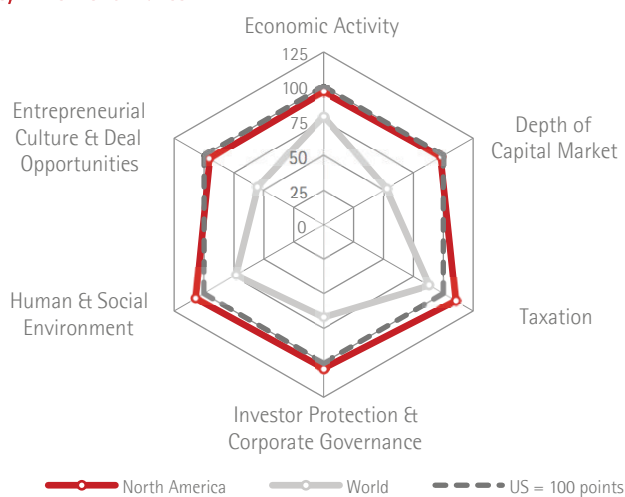 Economic Activity
125
100
75
50
25
0
Entrepreneurial
Culture & Deal
Opportunities
Depth of
Capital Market
Human & Social
Environment
Taxation
Investor Protection &
Corporate Governance
North America
World
US = 100 points